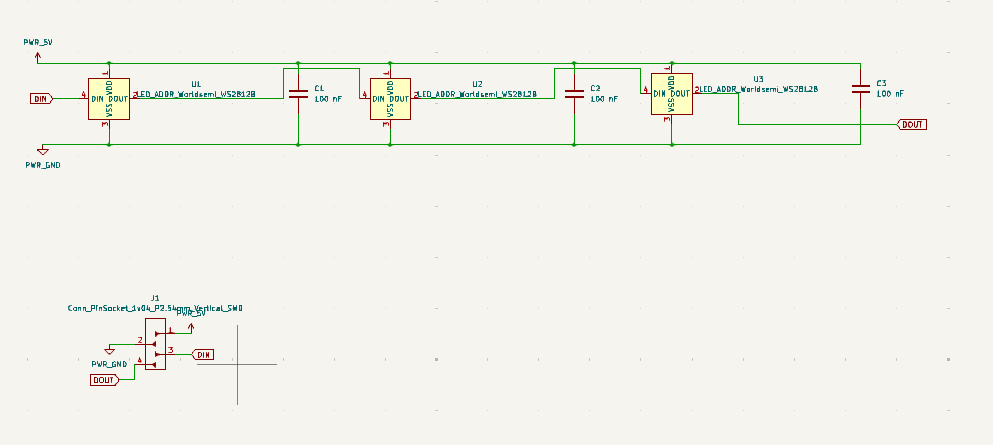 PWR_5V
U1
LED_ADDR_Worldsemi_WS2812B
DIN
4
DIN
DOUT
2
VDD
1
VSS
3
C1
100 nF
U2
LED_ADDR_Worldsemi_WS2812B
4
DIN
DOUT
2
VDD
1
VSS
3
C2
100 nF
U3
LED_ADDR_Worldsemi_WS2812B
4
DIN
DOUT
2
VDD
1
VSS
3
C3
100 nF
DOUT
PWR_GND
J1
Conn_PinSocket_1x04_P2.54mm_Vertical_SMD
PWR_5V
1
2
3
DIN
4
PWR_GND
DOUT